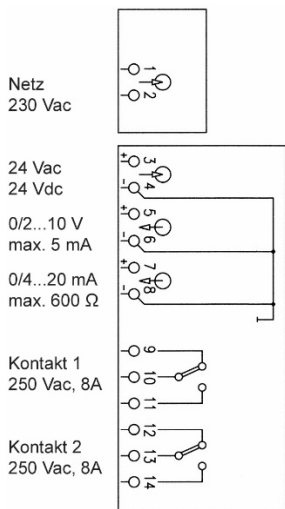 Netz
230 Vac
1
2
24 Vac
24 Vdc
+ 3
- 4
0/2...10 V
max. 5 mA
+ 5
- 6
0/4...20 mA
max. 600 Ω
+ 7
- 8
Kontakt 1
250 Vac, 8A
9
10
11
Kontakt 2
250 Vac, 8A
12
13
14